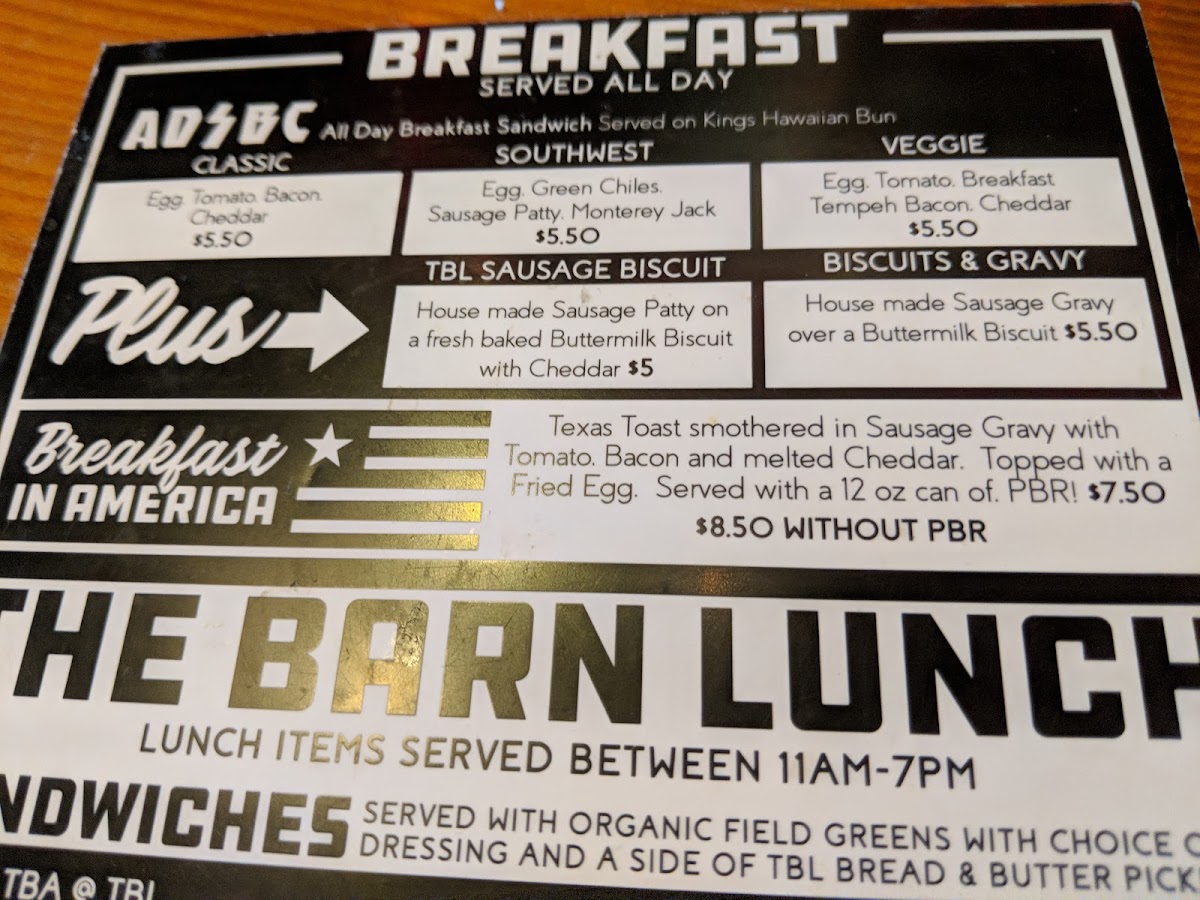 BREAKFAST
SERVED ALL DAY
AD⚡BC All Day Breakfast Sandwich Served on Kings Hawaiian Bun
CLASSIC
Egg. Tomato. Bacon.
Cheddar
$5.50
SOUTHWEST
Egg. Green Chiles.
Sausage Patty. Monterey Jack
$5.50
VEGGIE
Egg. Tomato. Breakfast
Tempeh Bacon. Cheddar
$5.50
Plus
TBL SAUSAGE BISCUIT
House made Sausage Patty on
a fresh baked Buttermilk Biscuit
with Cheddar $5
BISCUITS & GRAVY
House made Sausage Gravy
over a Buttermilk Biscuit $5.50
Breakfast
IN AMERICA
Texas Toast smothered in Sausage Gravy with
Tomato. Bacon and melted Cheddar. Topped with a
Fried Egg. Served with a 12 oz can of. PBR! $7.50
$8.50 WITHOUT PBR
THE BARN LUNCH
LUNCH ITEMS SERVED BETWEEN 11AM-7PM
NDWICHES SERVED WITH ORGANIC FIELD GREENS WITH CHOICE O
DRESSING AND A SIDE OF TBL BREAD & BUTTER PICK
TBA @ TBL